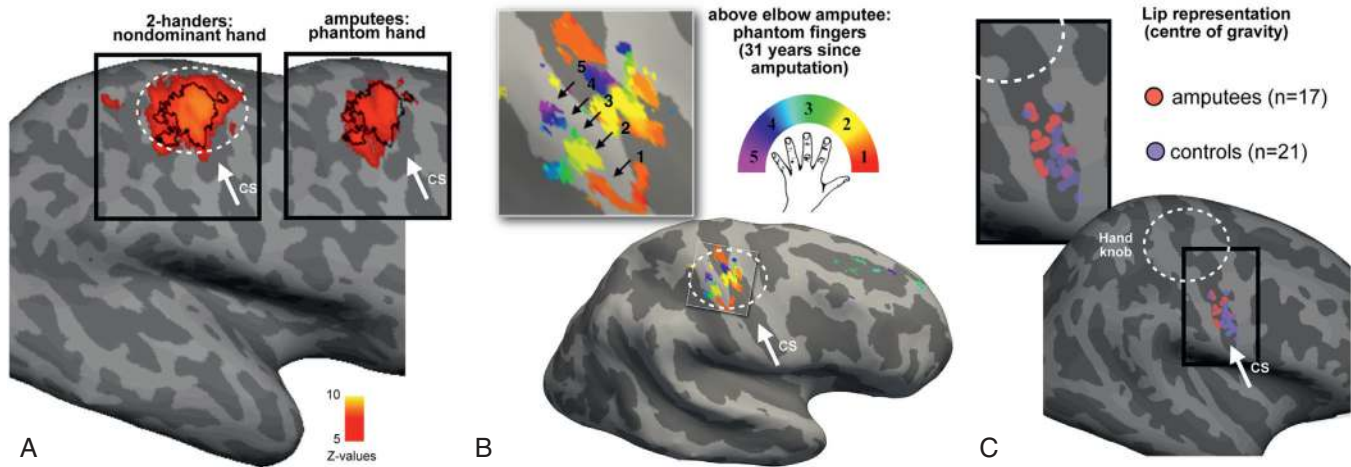 2-handers:
nondominant hand
amputees:
phantom hand
CS
CS
10
5
Z-values
A
5
4
3
2
1
above elbow amputee:
phantom fingers
(31 years since
amputation)
5
4
3
2
1
CS
B
Lip representation
(centre of gravity)
amputees (n=17)
controls (n=21)
Hand
knob
CS
C